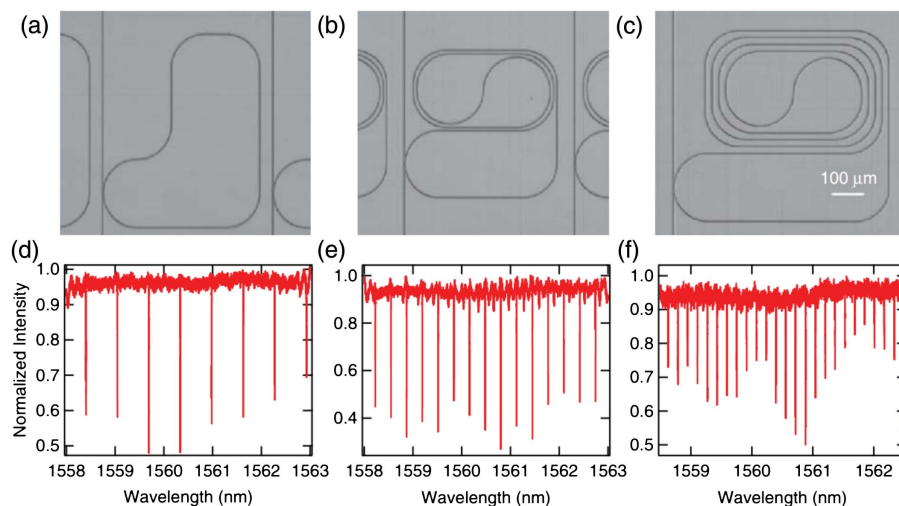 (a)
(b)
(c)
100 µm
(d)
(e)
(f)
Normalized Intensity
1.0
0.9
0.8
0.7
0.6
0.5
1558 1559 1560 1561 1562 1563
Wavelength (nm)
1.0
0.8
0.6
0.4
1558 1559 1560 1561 1562 1563
Wavelength (nm)
1.0
0.9
0.8
0.7
0.6
0.5
1559 1560 1561 1562
Wavelength (nm)